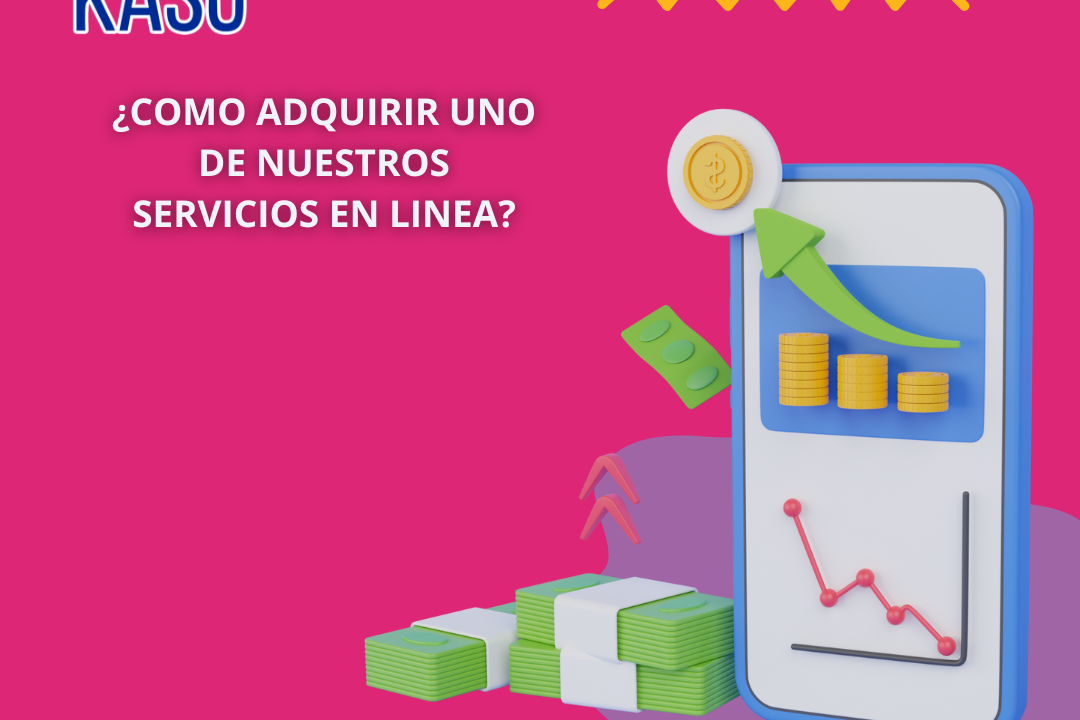 KASU
¿COMO ADQUIRIR UNO
DE NUESTROS
SERVICIOS EN LINEA?